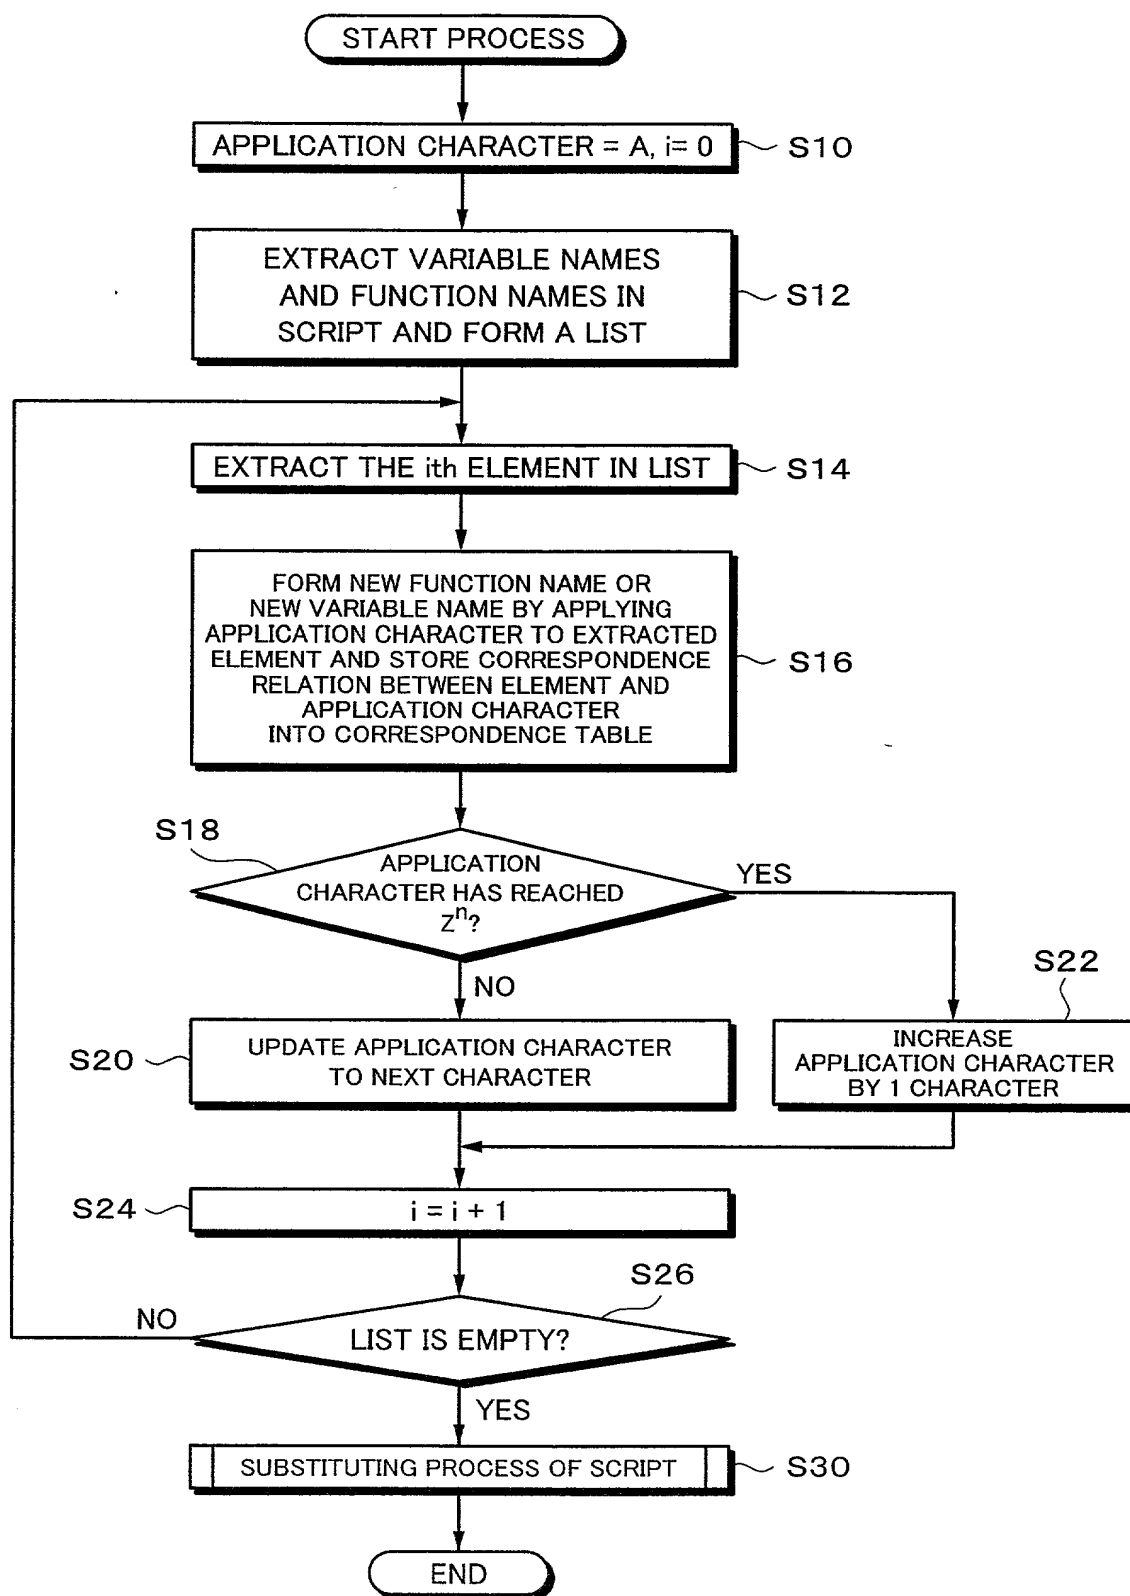 START PROCESS
APPLICATION CHARACTER = A, i= 0
S10
EXTRACT VARIABLE NAMES
AND FUNCTION NAMES IN
SCRIPT AND FORM A LIST
S12
EXTRACT THE ith ELEMENT IN LIST
S14
FORM NEW FUNCTION NAME OR
NEW VARIABLE NAME BY APPLYING
APPLICATION CHARACTER TO EXTRACTED
ELEMENT AND STORE CORRESPONDENCE
RELATION BETWEEN ELEMENT AND
APPLICATION CHARACTER
INTO CORRESPONDENCE TABLE
S16
S18
APPLICATION
CHARACTER HAS REACHED
Zⁿ?
YES
NO
S22
INCREASE
APPLICATION CHARACTER
BY 1 CHARACTER
S20
UPDATE APPLICATION CHARACTER
TO NEXT CHARACTER
S24
i = i + 1
S26
NO
LIST IS EMPTY?
YES
SUBSTITUTING PROCESS OF SCRIPT
S30
END